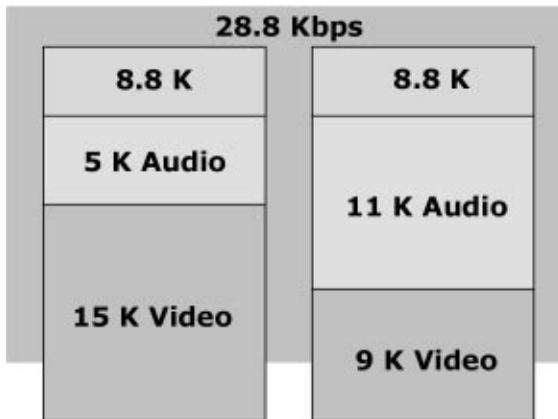 28.8 Kbps
8.8 K
5 K Audio
15 K Video
8.8 K
11 K Audio
9 K Video